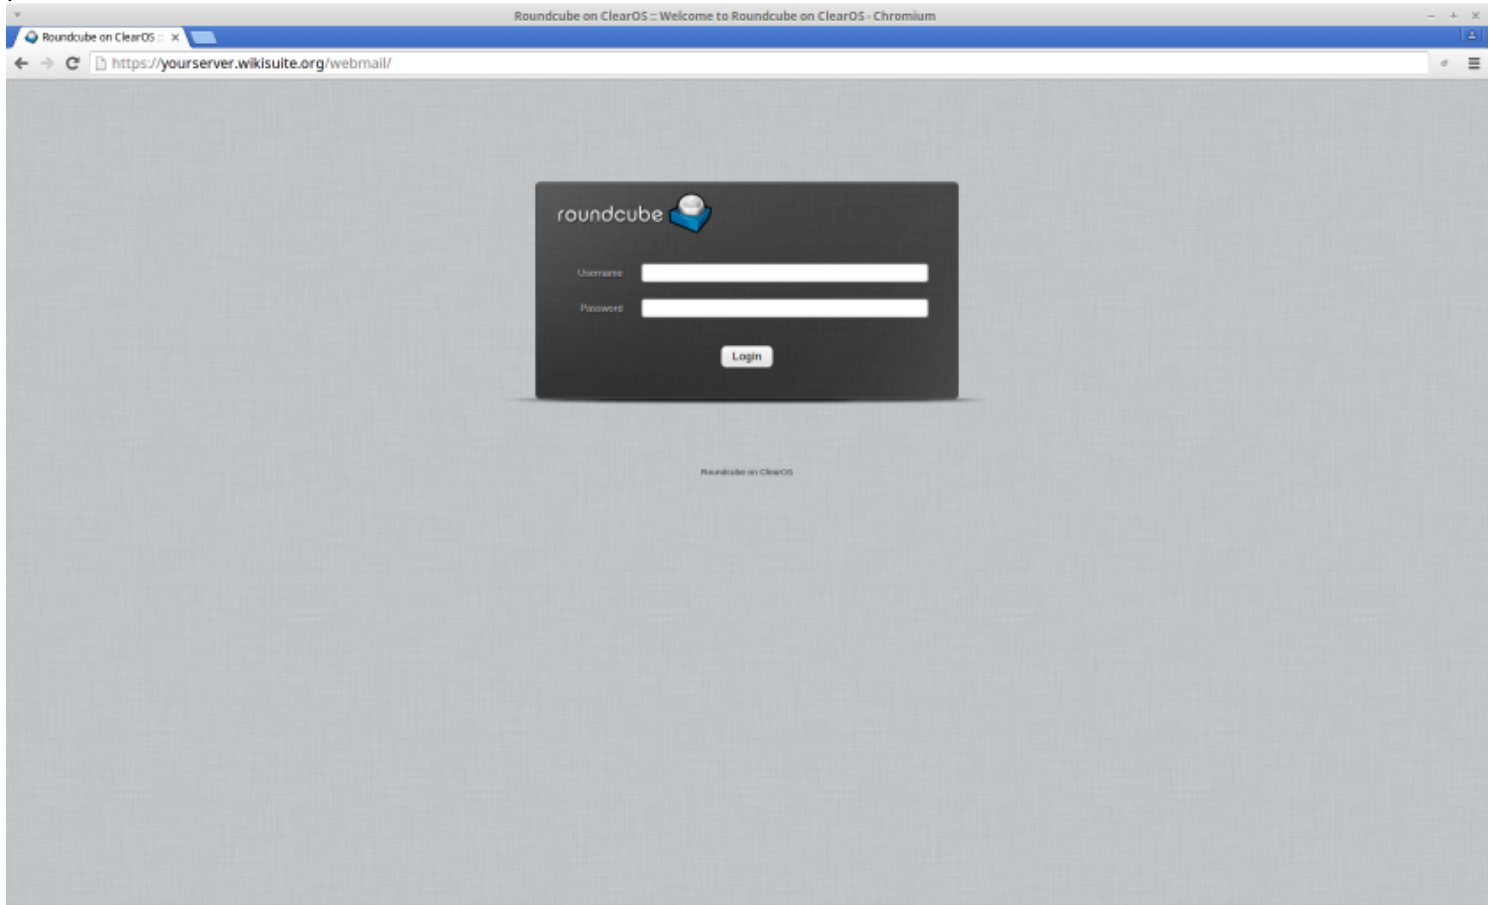 Roundcube on ClearOS :: Welcome to Roundcube on ClearOS - Chromium
Roundcube on ClearOS ::
https://yourserver.wikisuite.org/webmail/
roundcube
Username
Password
Login
Roundcube on ClearOS